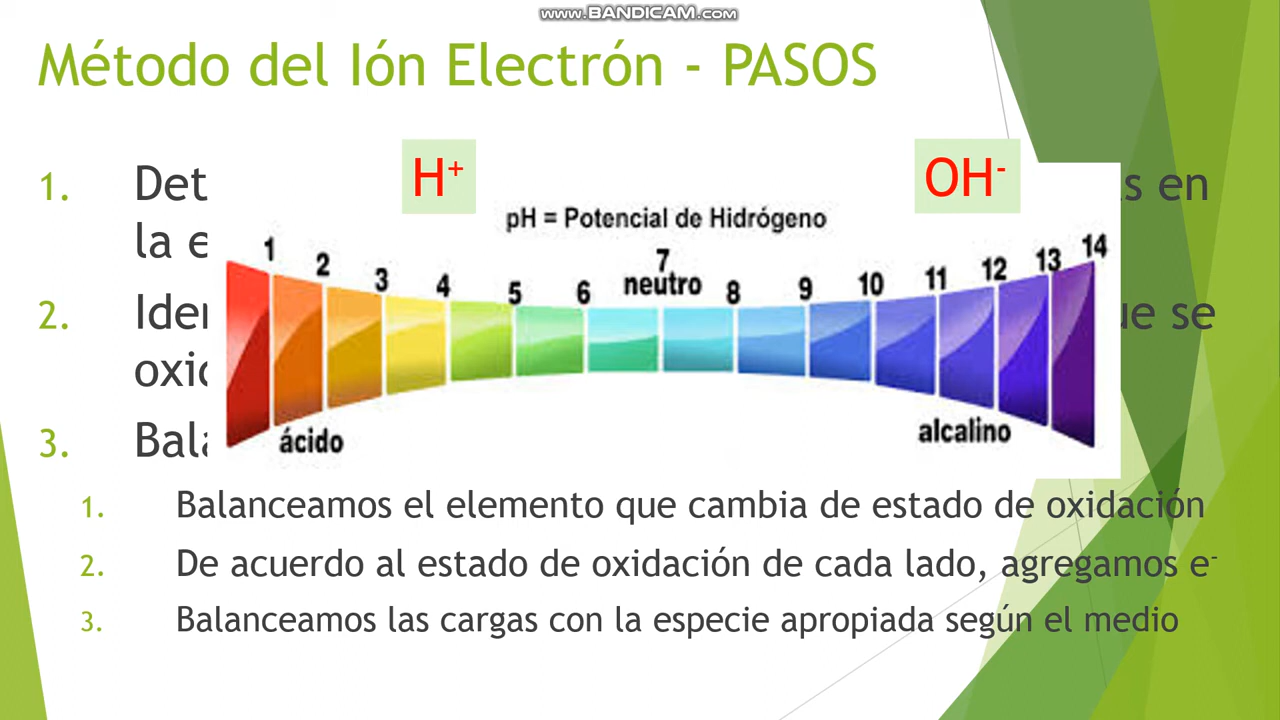 www.BANDICAM.com
Método del Ión Electrón - PASOS
1.
H⁺
OH⁻
s en
la
pH = Potencial de Hidrógeno
1 2 3 4 5 6 7 8 9 10 11 12 13 14
neutro
2.
ue se
3.
ácido
alcalino
1. Balanceamos el elemento que cambia de estado de oxidación
2. De acuerdo al estado de oxidación de cada lado, agregamos e⁻
3. Balanceamos las cargas con la especie apropiada según el medio